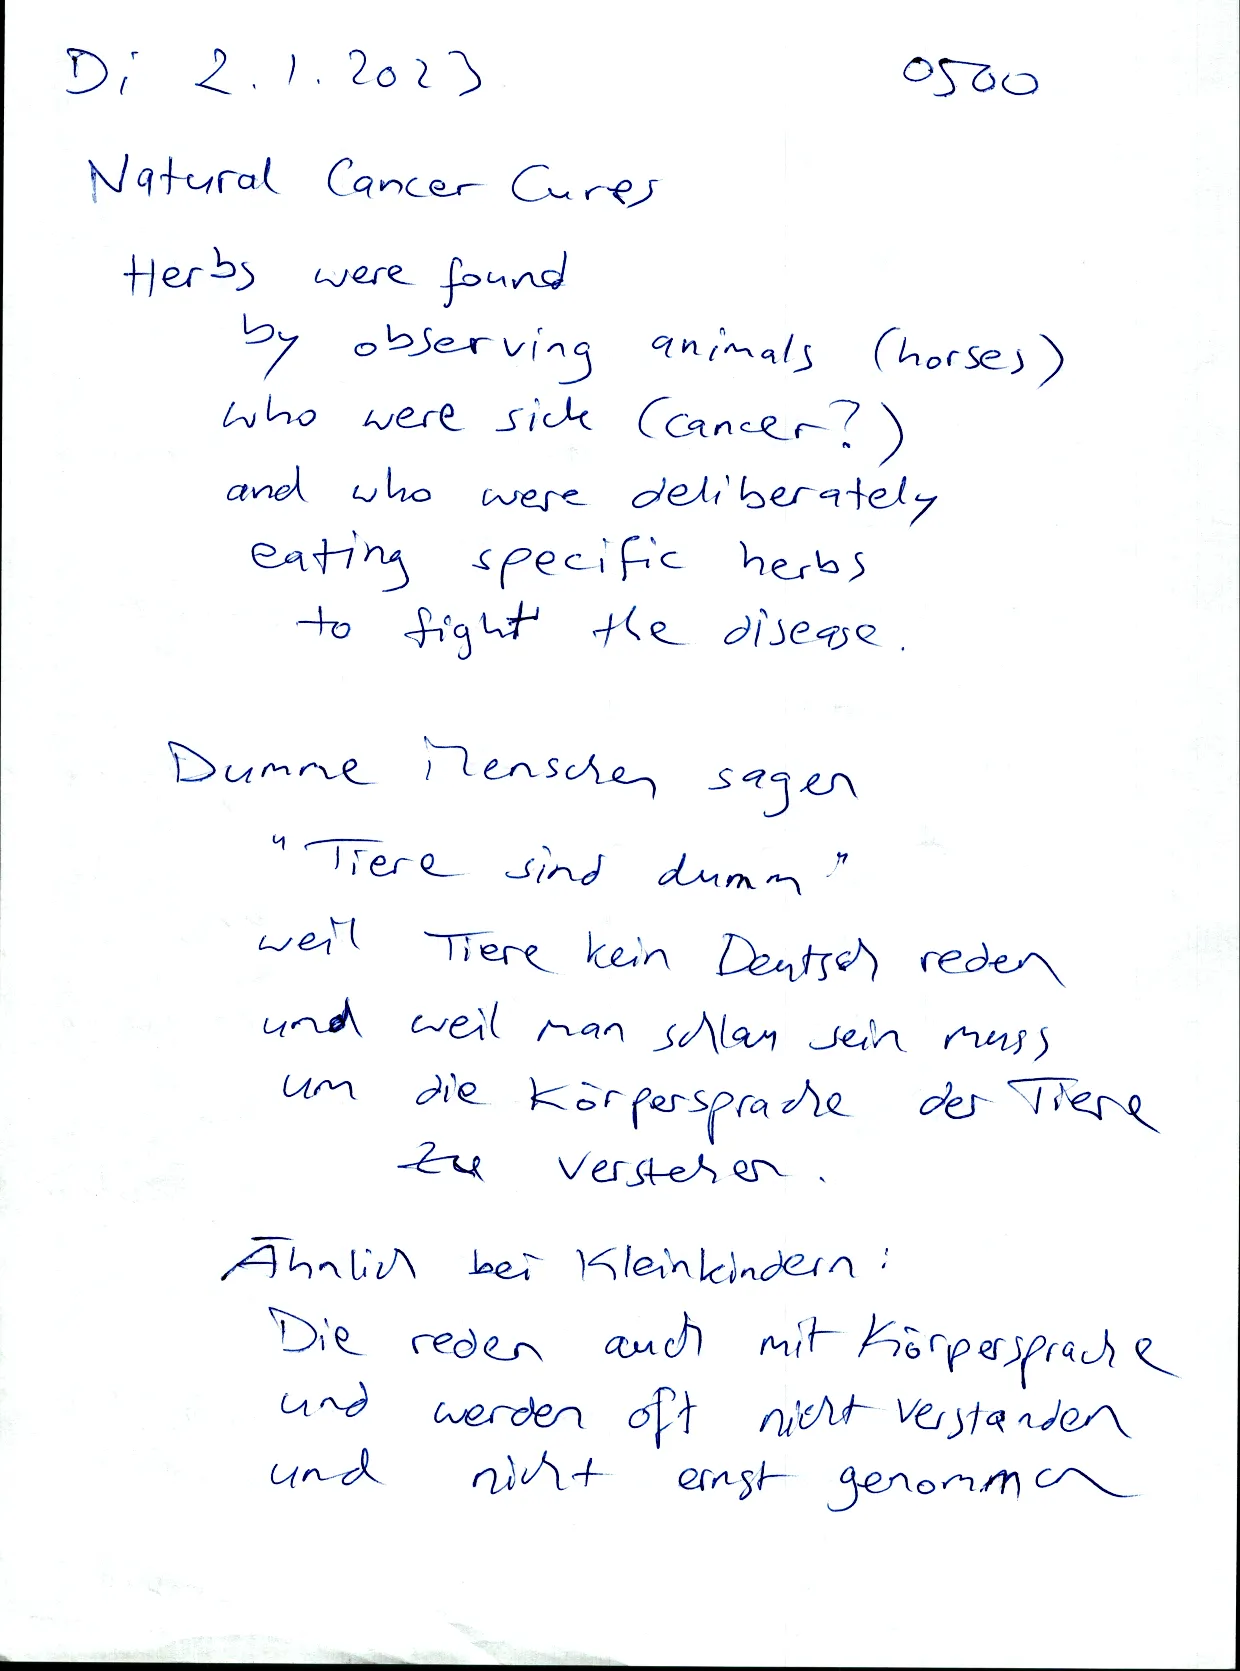 Di 2.1.2023 0500
Natural Cancer Cures
Herbs were found
by observing animals (horses)
who were sick (cancer?)
and who were deliberately
eating specific herbs
to fight the disease.
Dumme Menschen sagen
"Tiere sind dumm"
weil Tiere kein Deutsch reden
und weil man schlau sein muss
um die Körpersprache der Tiere
zu verstehen.
Ähnlich bei Kleinkindern:
Die reden auch mit Körpersprache
und werden oft nicht verstanden
und nicht ernst genommen